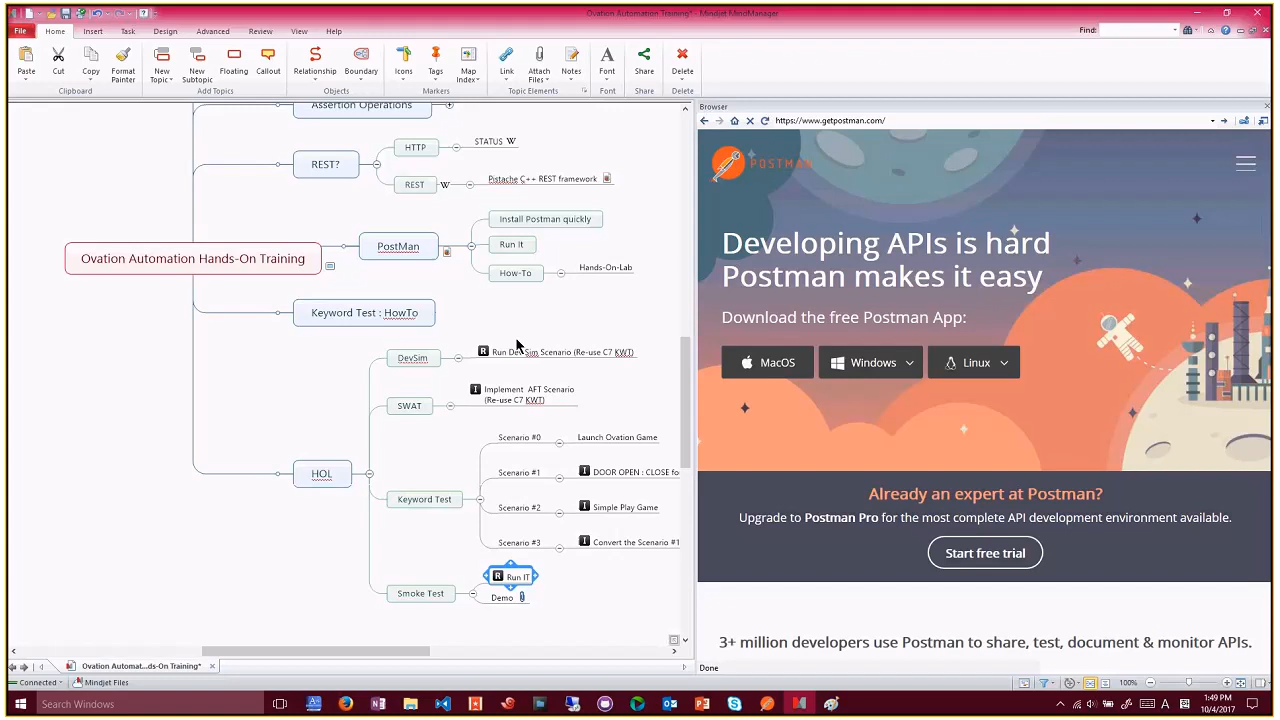 Ovation Automation Training* - Mindjet MindManager
File Home Insert Task Design Advanced Review View Help
Find:
Paste Cut Copy Format Painter
New Topic New Subtopic Floating Callout
Relationship Boundary
Icons Tags Map Index
Link Attach Files Notes
Font Share Delete
Clipboard Add Topics Objects Markers Topic Elements Font Share Delete
Assertion Operations
REST?
HTTP
STATUS W
REST W
Pistache C++ REST framework
Ovation Automation Hands-On Training
PostMan
Install Postman quickly
Run It
How-To
Hands-On-Lab
Keyword Test : HowTo
HOL
DevSim
R Run DevSim Scenario (Re-use C7 KWT)
SWAT
I Implement AFT Scenario
(Re-use C7 KWT)
Keyword Test
Scenario #0 Launch Ovation Game
Scenario #1 I DOOR OPEN : CLOSE fo
Scenario #2 I Simple Play Game
Scenario #3 I Convert the Scenario #1
Smoke Test
R Run IT
Demo
Browser
https://www.getpostman.com/
POSTMAN
Developing APIs is hard
Postman makes it easy
Download the free Postman App:
MacOS Windows Linux
Already an expert at Postman?
Upgrade to Postman Pro for the most complete API development environment available.
Start free trial
3+ million developers use Postman to share, test, document & monitor APIs.
Done
Ovation Automat...ds-On Training*
Connected Mindjet Files
100%
Search Windows
A
1:49 PM
10/4/2017